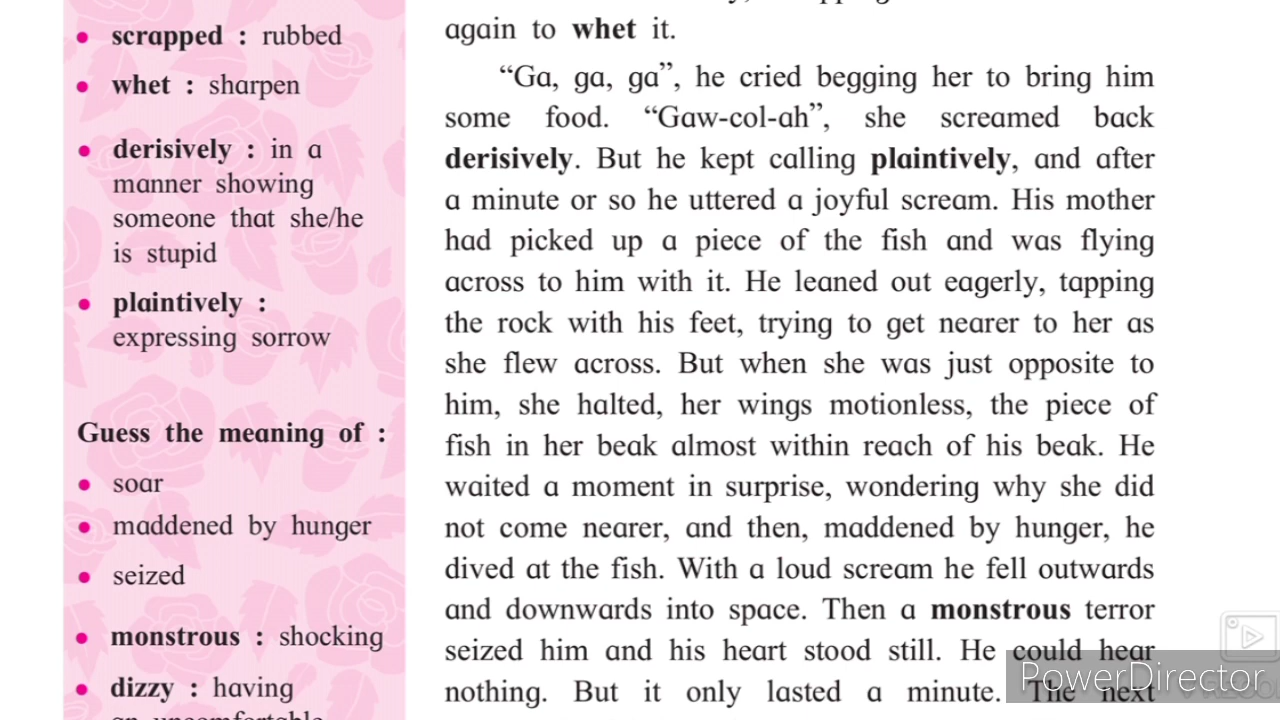 • scrapped : rubbed
• whet : sharpen
• derisively : in a
manner showing
someone that she/he
is stupid
• plaintively :
expressing sorrow
Guess the meaning of :
• soar
• maddened by hunger
• seized
• monstrous : shocking
• dizzy : having
an uncomfortable
again to whet it.
“Ga, ga, ga”, he cried begging her to bring him
some food. “Gaw-col-ah”, she screamed back
derisively. But he kept calling plaintively, and after
a minute or so he uttered a joyful scream. His mother
had picked up a piece of the fish and was flying
across to him with it. He leaned out eagerly, tapping
the rock with his feet, trying to get nearer to her as
she flew across. But when she was just opposite to
him, she halted, her wings motionless, the piece of
fish in her beak almost within reach of his beak. He
waited a moment in surprise, wondering why she did
not come nearer, and then, maddened by hunger, he
dived at the fish. With a loud scream he fell outwards
and downwards into space. Then a monstrous terror
seized him and his heart stood still. He could hear
nothing. But it only lasted a minute. The next
PowerDirector